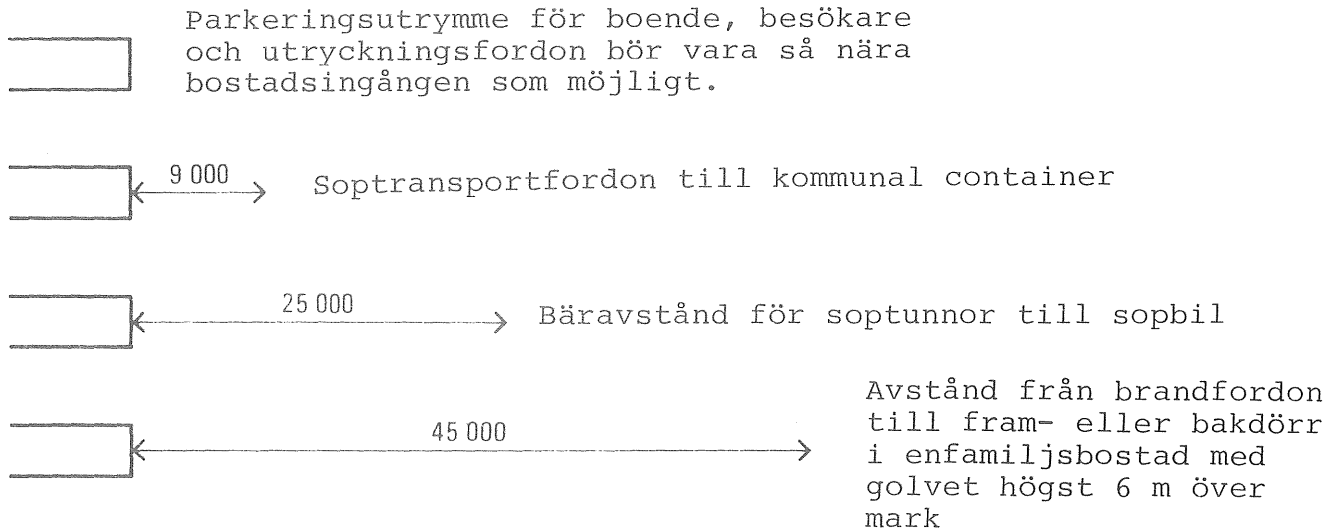 Parkeringsutrymme för boende, besökare
och utryckningsfordon bör vara så nära
bostadsingången som möjligt.
9 000
Soptransportfordon till kommunal container
25 000
Bäravstånd för soptunnor till sopbil
45 000
Avstånd från brandfordon
till fram- eller bakdörr
i enfamiljsbostad med
golvet högst 6 m över
mark